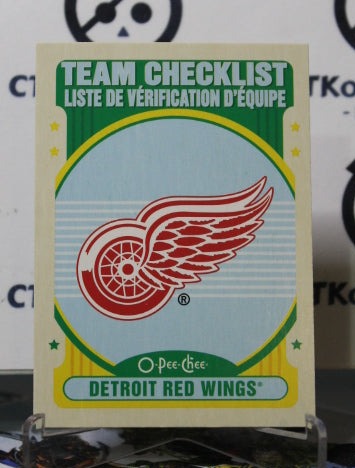 TEAM CHECKLIST
LISTE DE VÉRIFICATION D'ÉQUIPE
®
O-PEE-CHEE®
DETROIT RED WINGS®